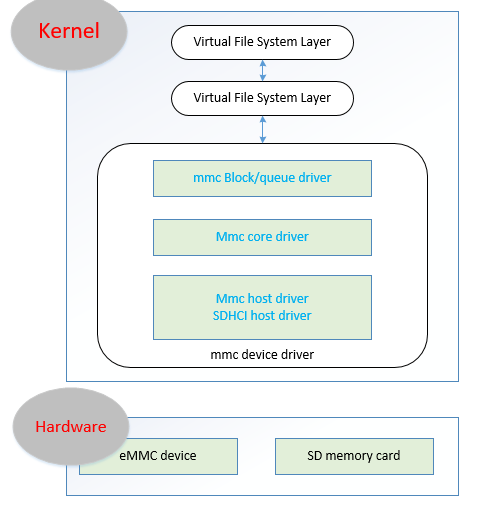 Kernel
Virtual File System Layer
Virtual File System Layer
mmc Block/queue driver
Mmc core driver
Mmc host driver
SDHCI host driver
mmc device driver
Hardware
eMMC device
SD memory card